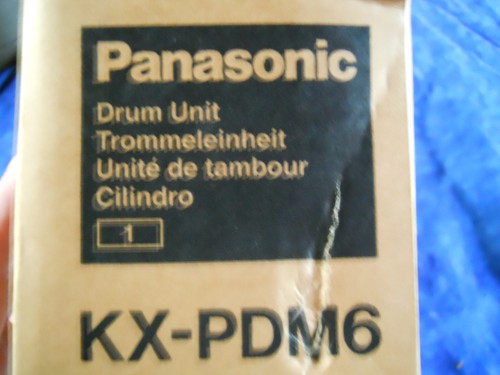 Panasonic
Drum Unit
Trommeleinheit
Unité de tambour
Cilindro
1
KX-PDM6